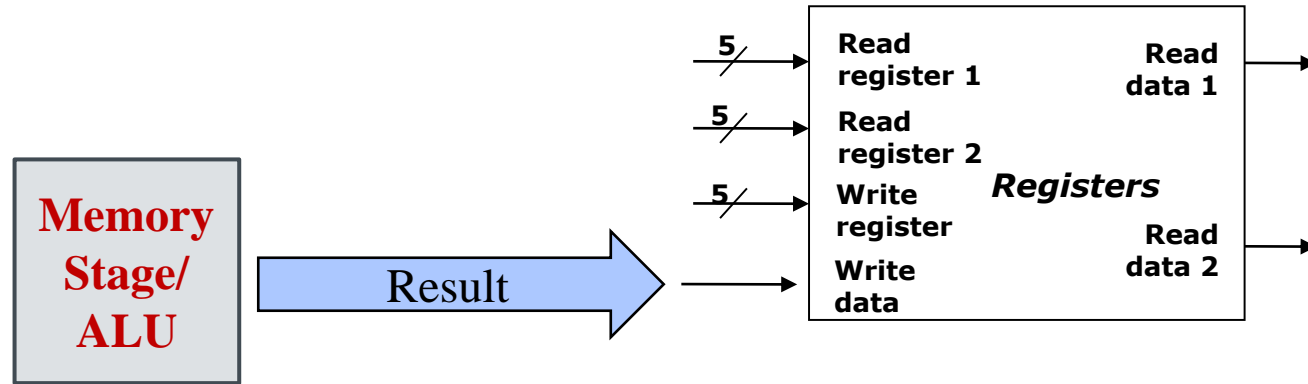 Memory
Stage/
ALU
Result
5
Read
register 1
5
Read
register 2
5
Write
register
Write
data
Registers
Read
data 1
Read
data 2